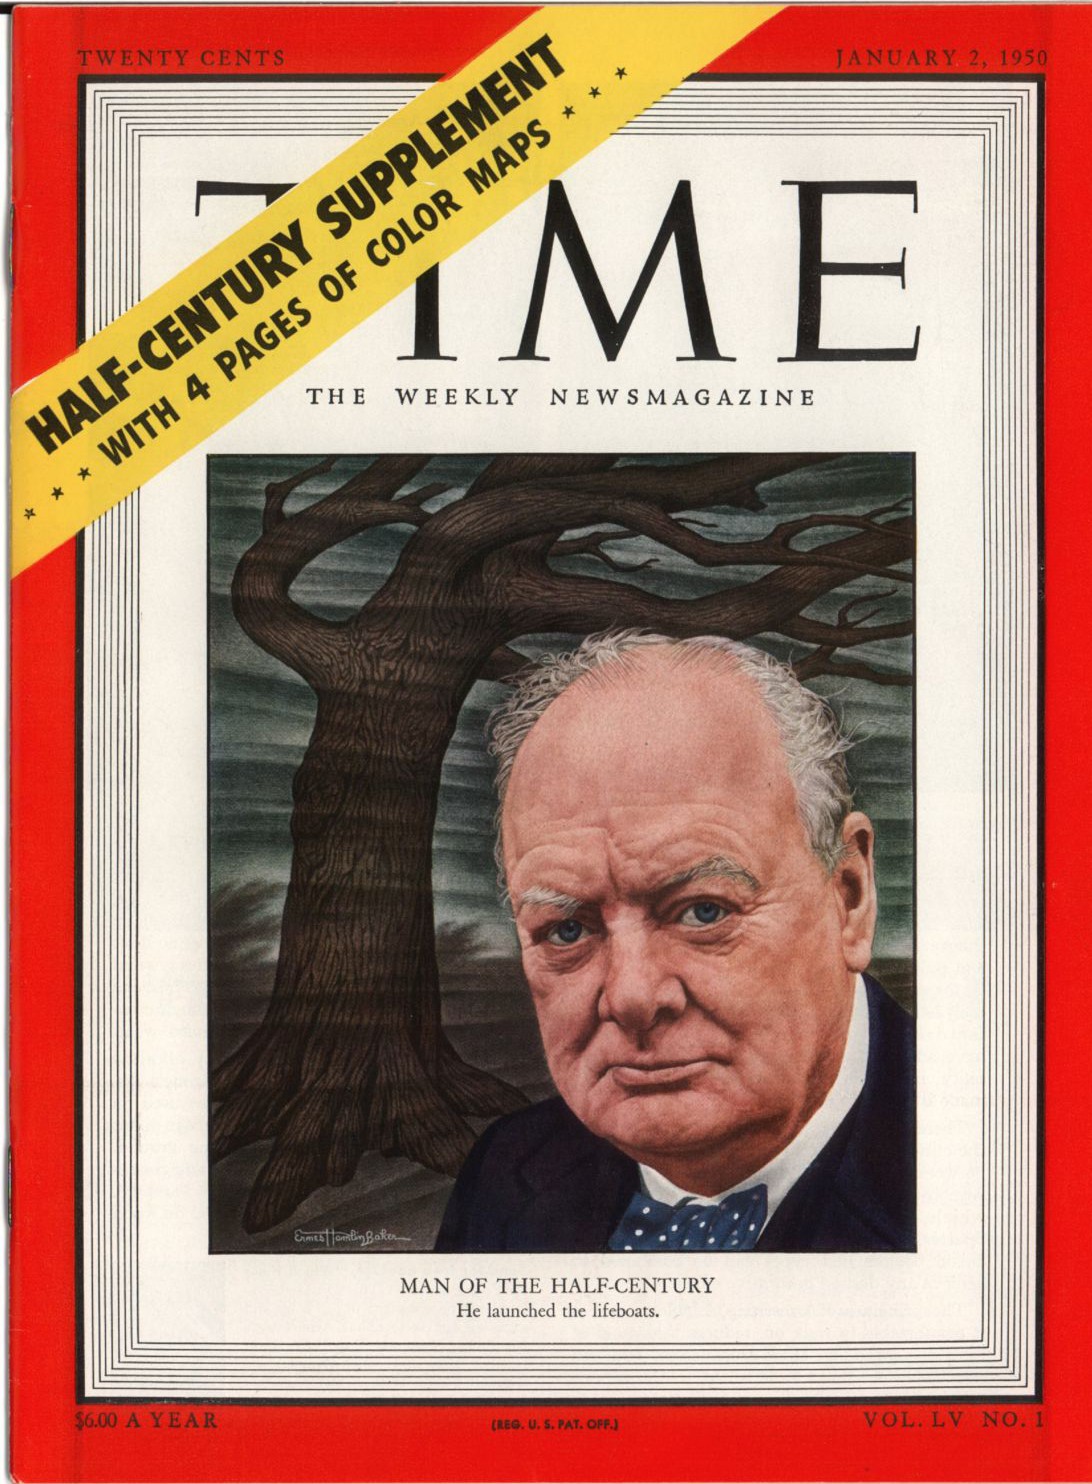 TWENTY CENTS
JANUARY 2, 1950
HALF-CENTURY SUPPLEMENT
WITH 4 PAGES OF COLOR MAPS
TIME
THE WEEKLY NEWSMAGAZINE
Ernest Hamlin Baker
MAN OF THE HALF-CENTURY
He launched the lifeboats.
$6.00 A YEAR
(REG. U. S. PAT. OFF.)
VOL. LV NO. 1